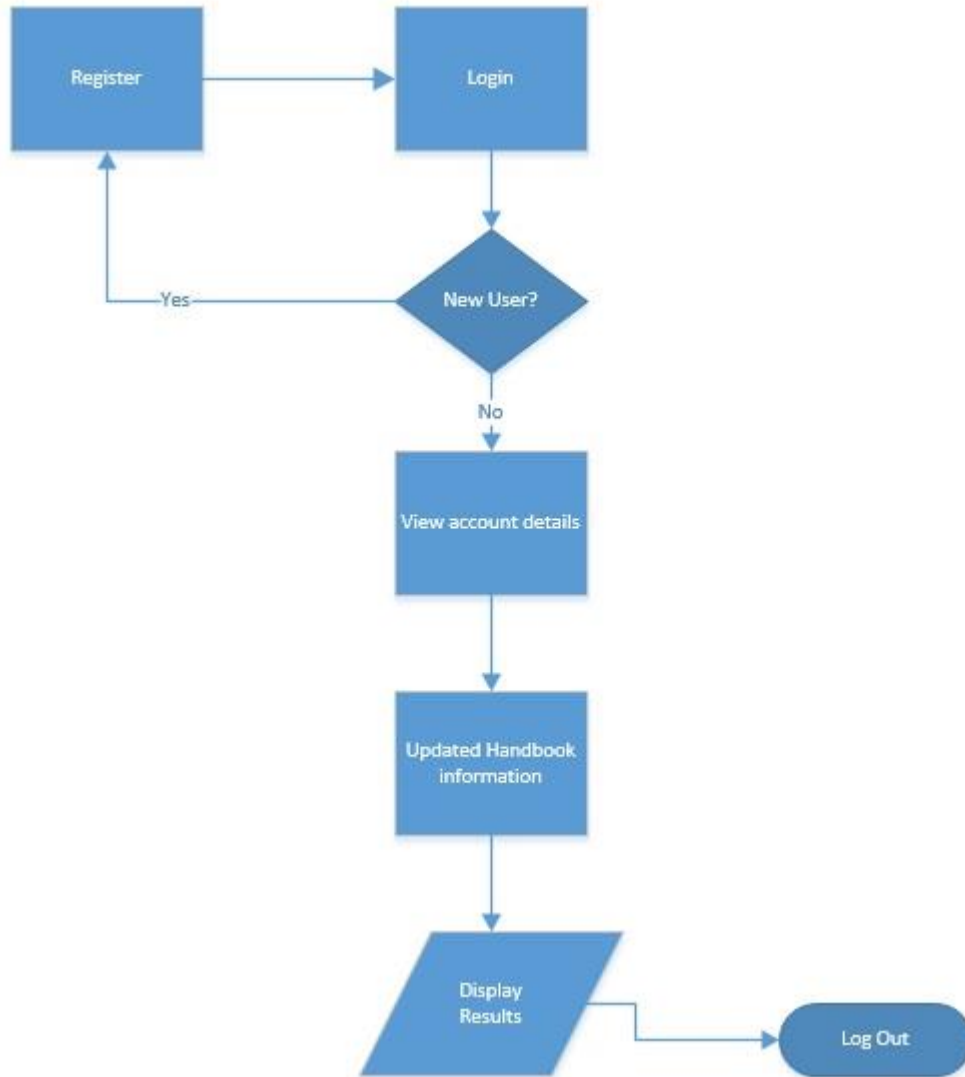 Register
Login
New User?
Yes
No
View account details
Updated Handbook
information
Display
Results
Log Out